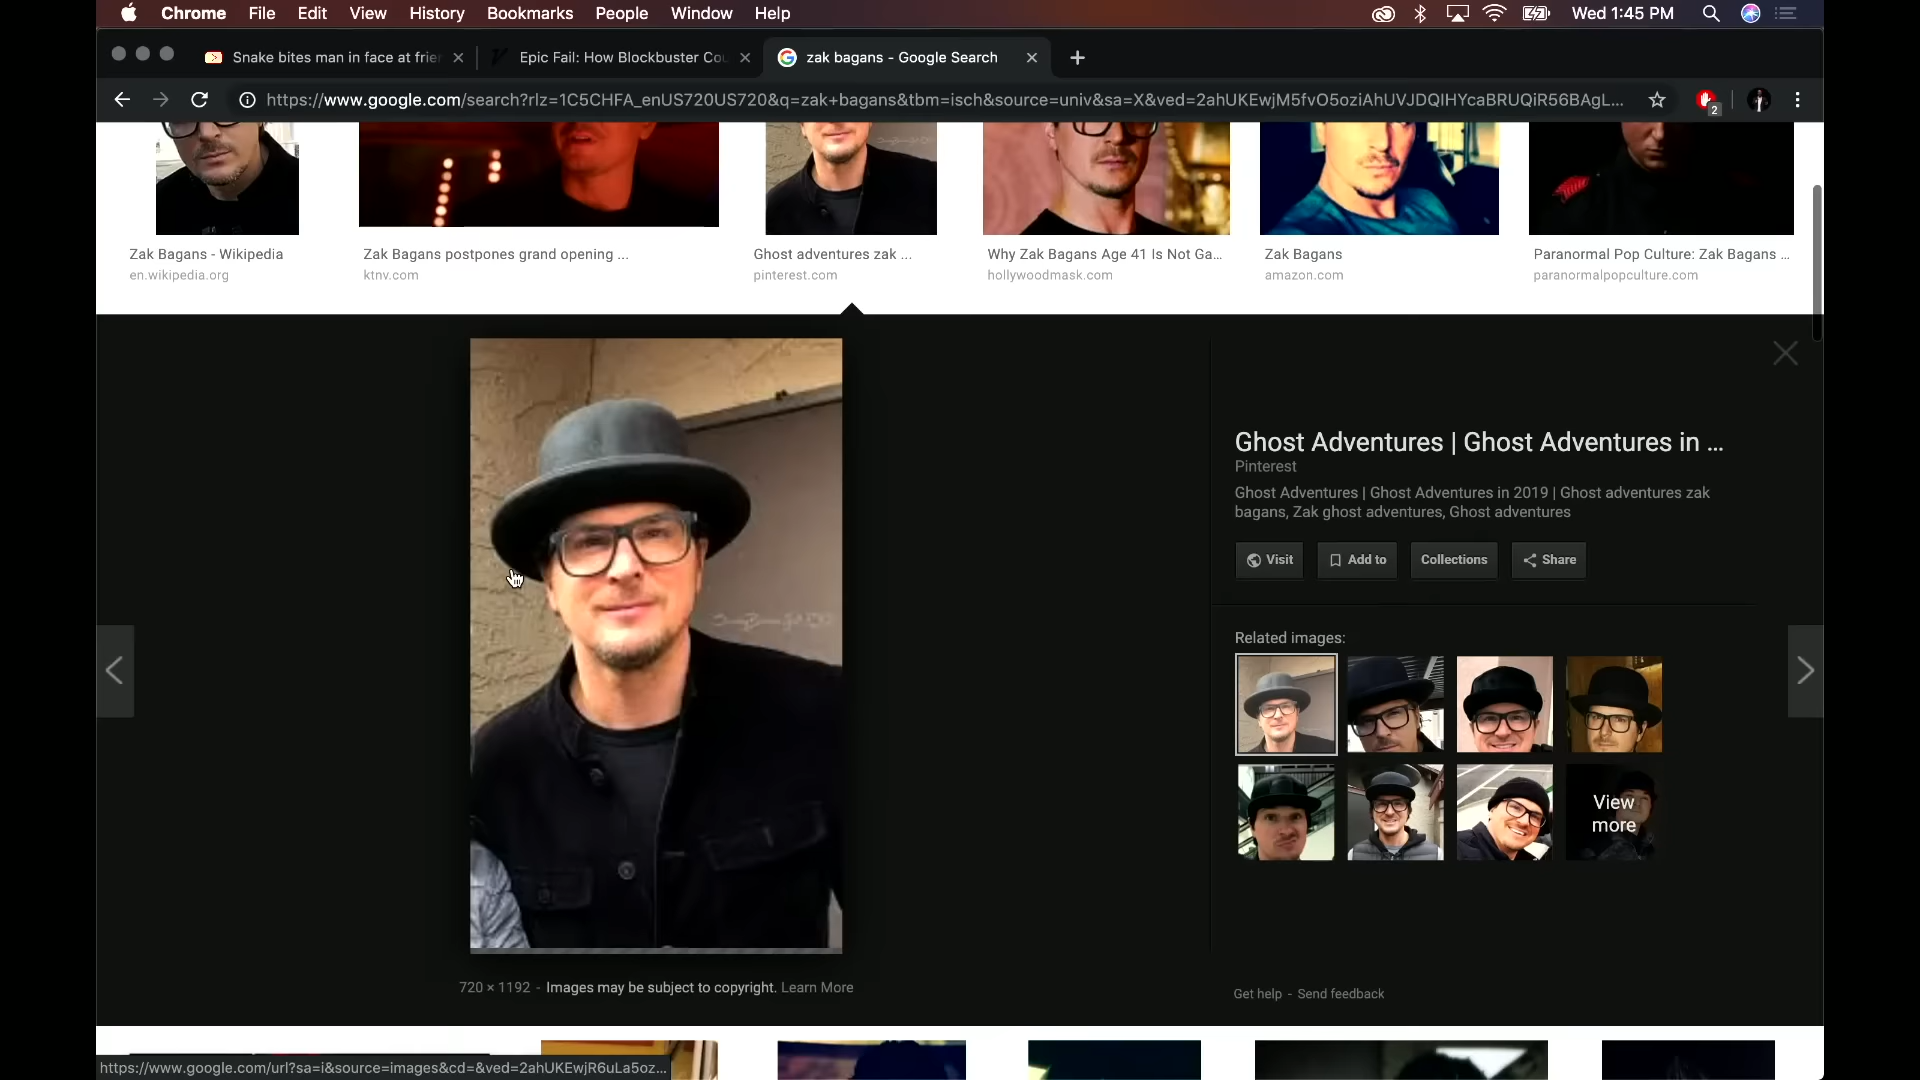 Chrome File Edit View History Bookmarks People Window Help Wed 1:45 PM
Snake bites man in face at frie
Epic Fail: How Blockbuster Cou
zak bagans - Google Search
https://www.google.com/search?rlz=1C5CHFA_enUS720US720&q=zak+bagans&tbm=isch&source=univ&sa=X&ved=2ahUKEwjM5fvO5oziAhUVJDQIHYcaBRUQiR56BAgL...
2
Zak Bagans - Wikipedia
en.wikipedia.org
Zak Bagans postpones grand opening ...
ktnv.com
Ghost adventures zak ...
pinterest.com
Why Zak Bagans Age 41 Is Not Ga...
hollywoodmask.com
Zak Bagans
amazon.com
Paranormal Pop Culture: Zak Bagans ...
paranormalpopculture.com
Ghost Adventures | Ghost Adventures in ...
Pinterest
Ghost Adventures | Ghost Adventures in 2019 | Ghost adventures zak
bagans, Zak ghost adventures, Ghost adventures
Visit Add to Collections Share
Related images:
View
more
720 × 1192 - Images may be subject to copyright. Learn More
Get help - Send feedback
https://www.google.com/url?sa=i&source=images&cd=&ved=2ahUKEwjR6uLa5oz...